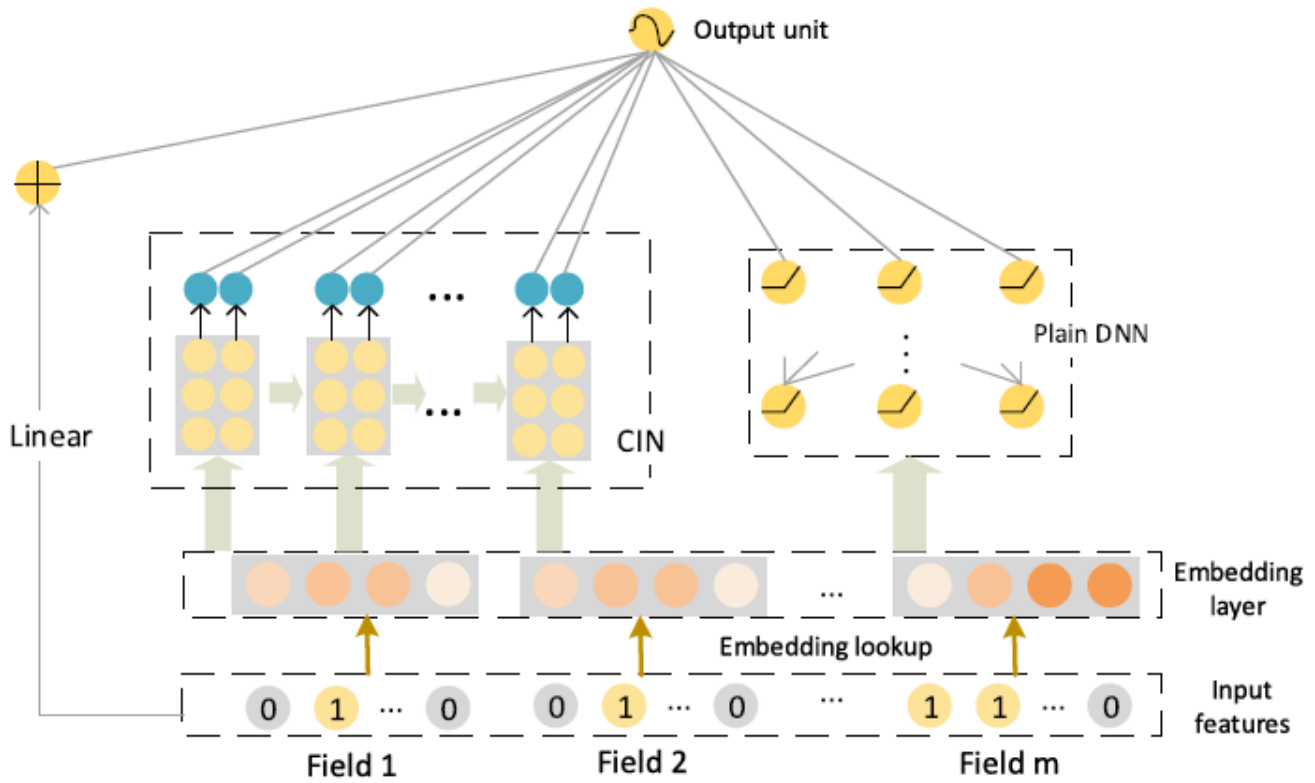 Output unit
...
Plain DNN
...
Linear
CIN
...
Embedding
layer
Embedding lookup
0 1 ... 0 0 1 ... 0 ... 1 1 ... 0
Input
features
Field 1 Field 2 Field m